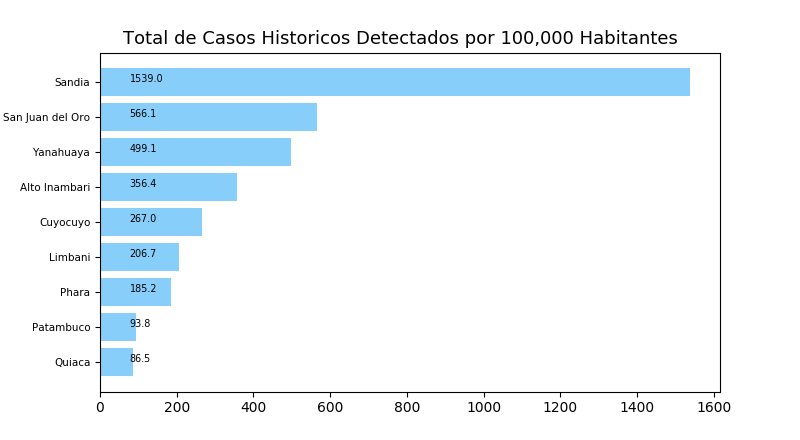 Total de Casos Historicos Detectados por 100,000 Habitantes
Sandia 1539.0
San Juan del Oro 566.1
Yanahuaya 499.1
Alto Inambari 356.4
Cuyocuyo 267.0
Limbani 206.7
Phara 185.2
Patambuco 93.8
Quiaca 86.5
0 200 400 600 800 1000 1200 1400 1600